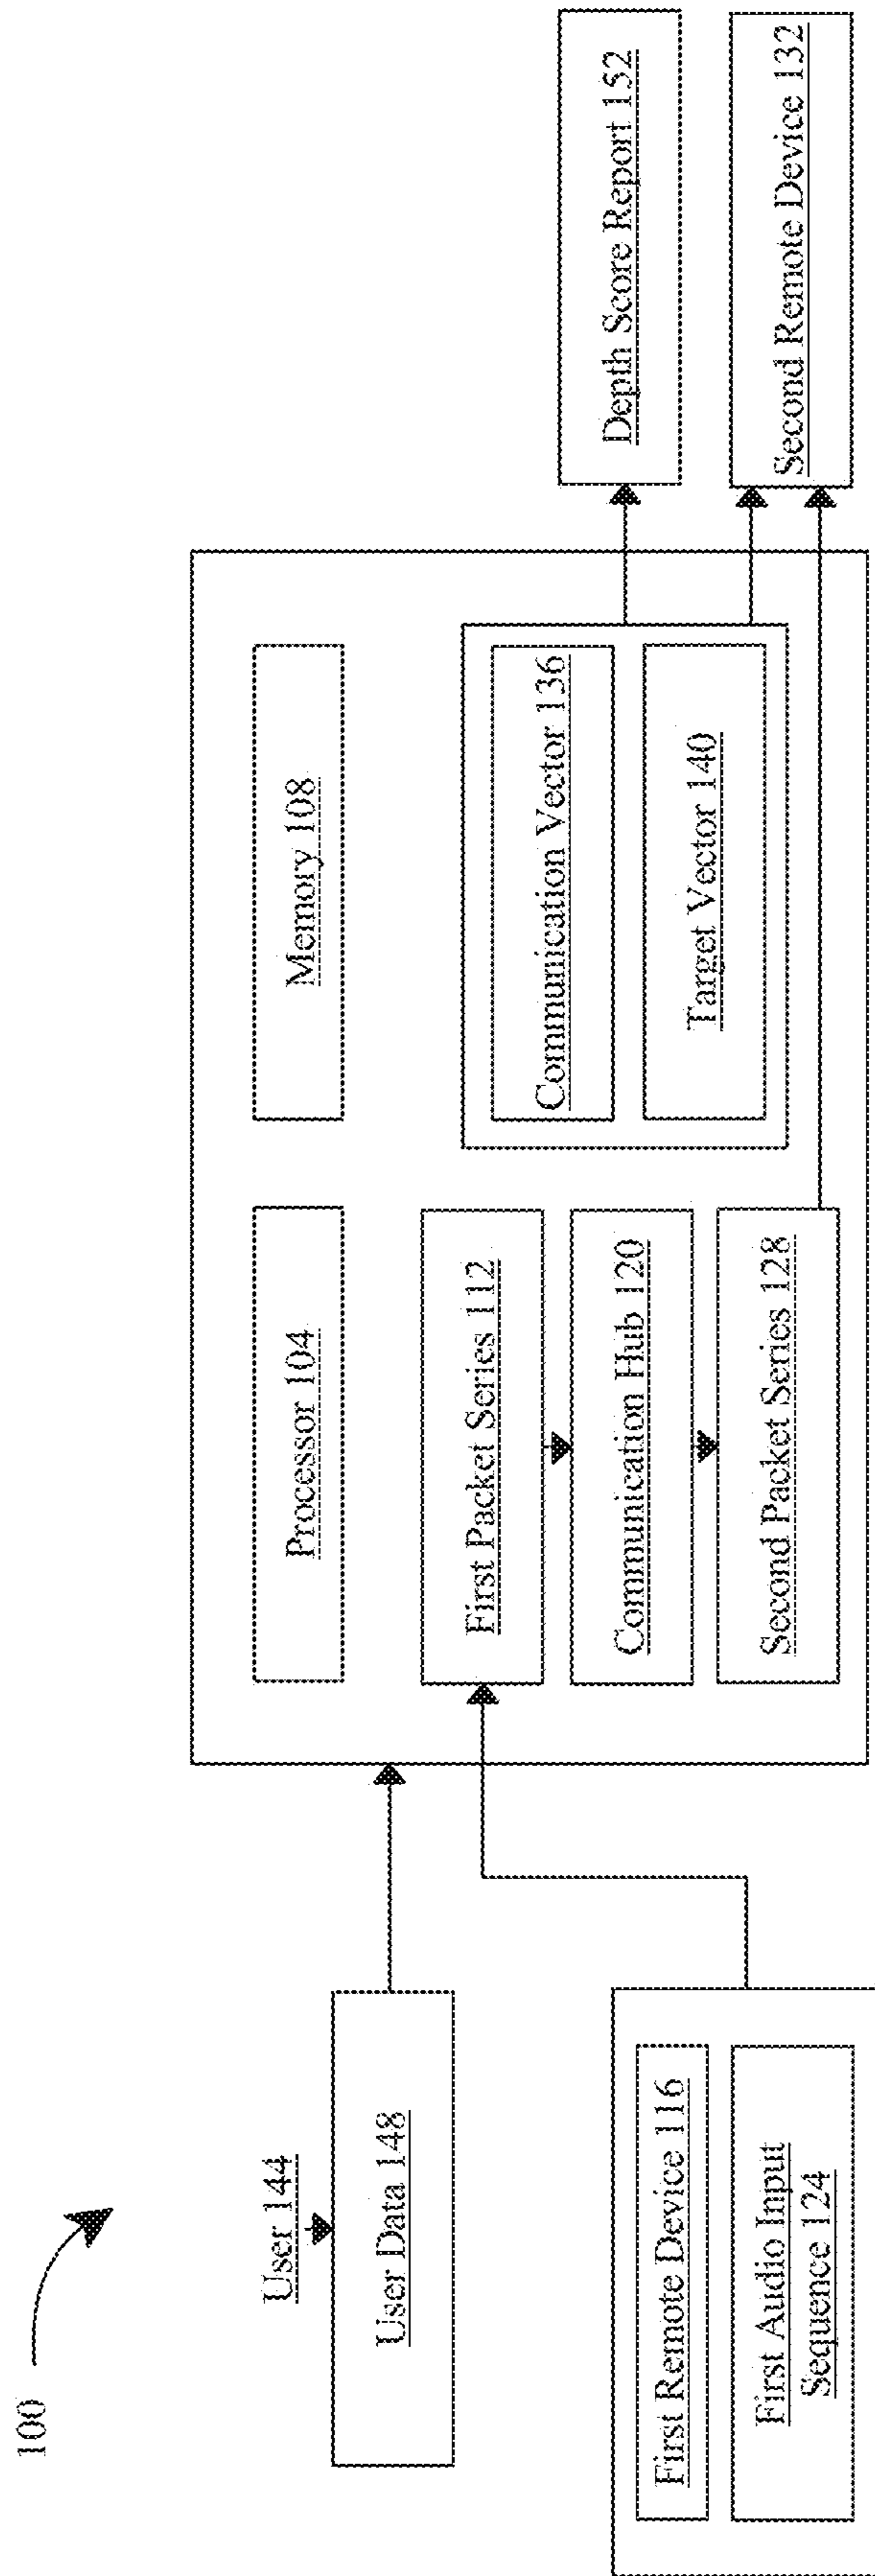 100
User 144
User Data 148
First Remote Device 116
First Audio Input
Sequence 124
Processor 104
Memory 108
First Packet Series 112
Communication Hub 120
Second Packet Series 128
Communication Vector 136
Target Vector 140
Depth Score Report 152
Second Remote Device 132